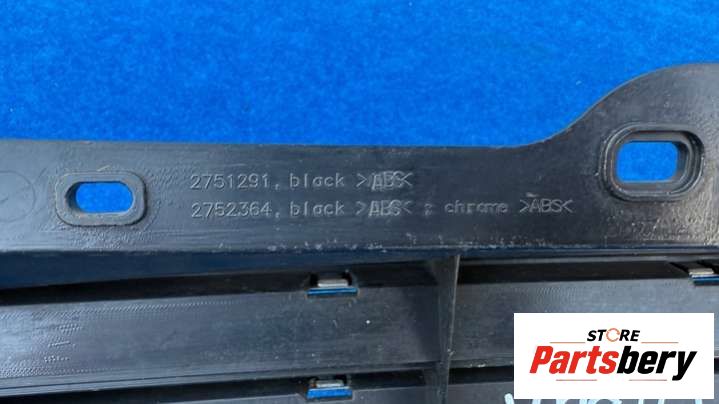 2751291, black >ABS<
2752364, black >ABS< ; chrome >ABS<
STORE
Partsbery